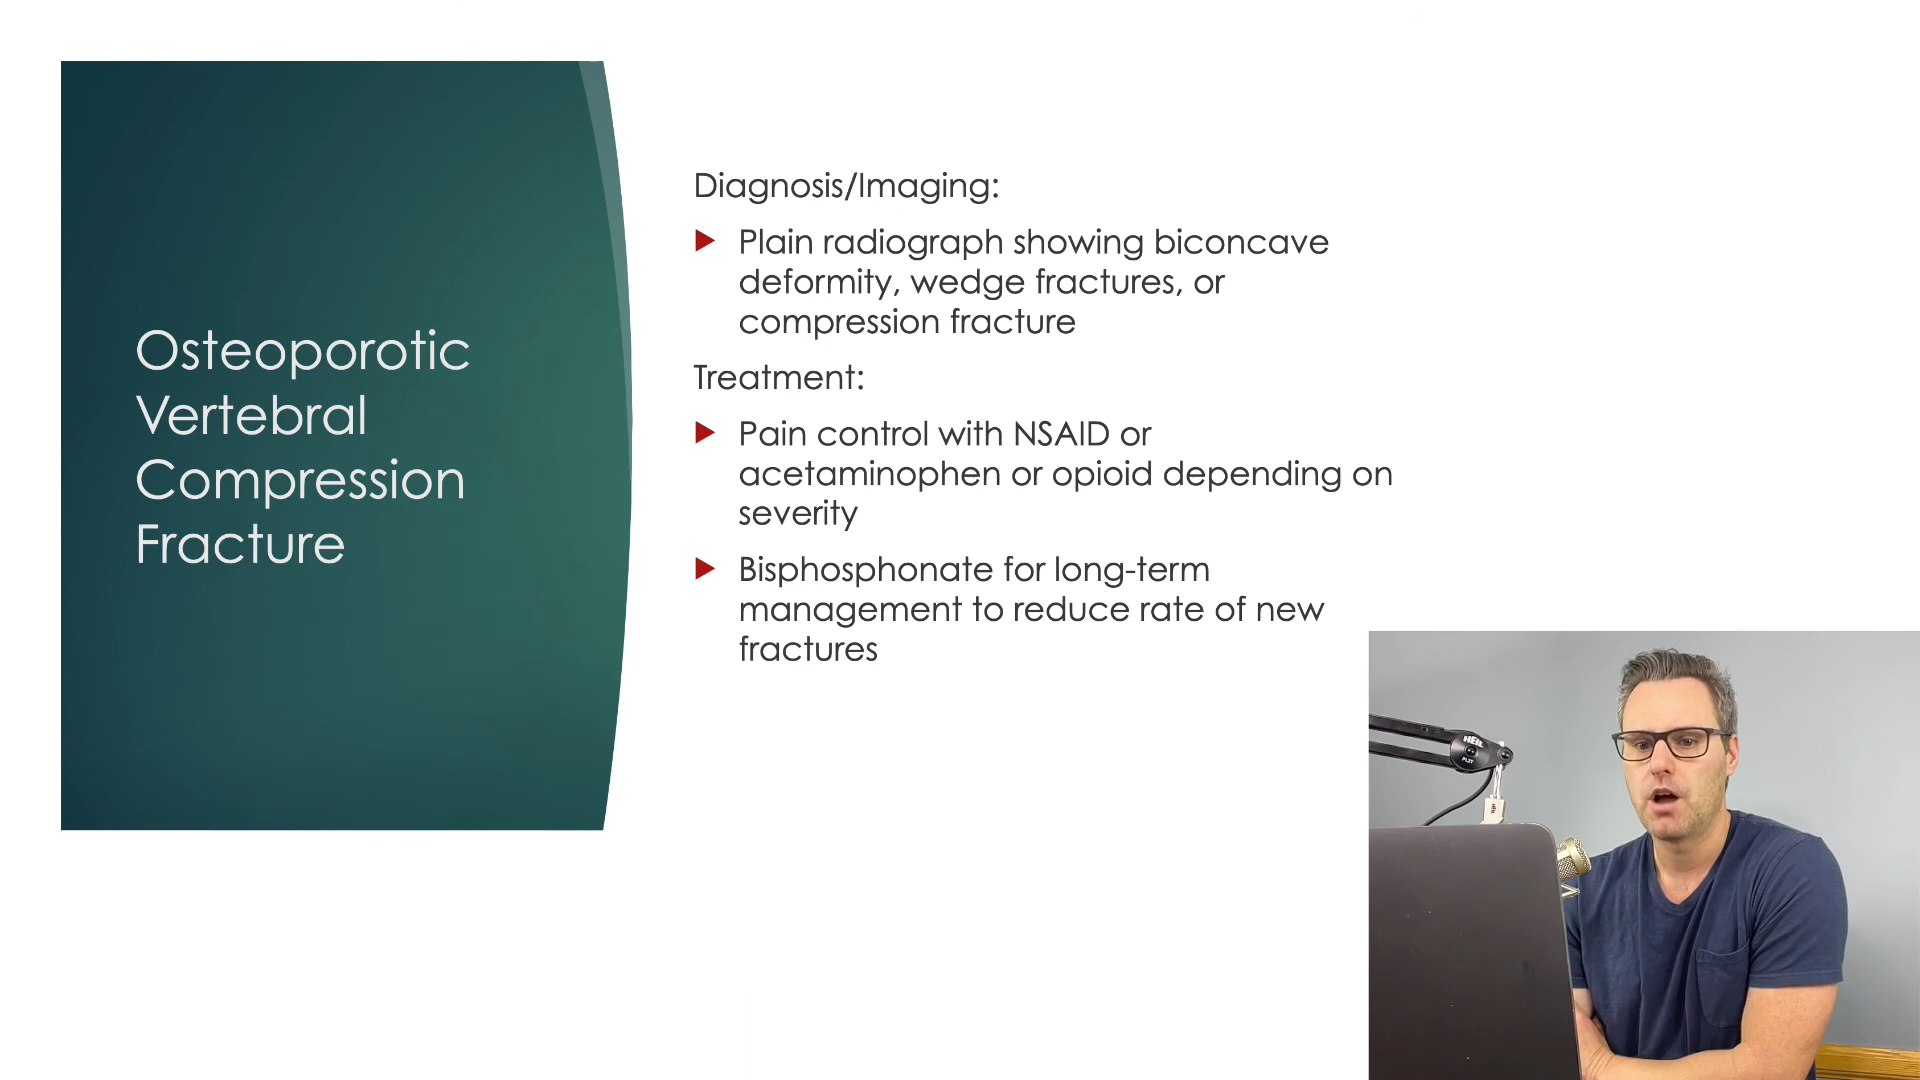 Osteoporotic
Vertebral
Compression
Fracture
Diagnosis/Imaging:
Plain radiograph showing biconcave
deformity, wedge fractures, or
compression fracture
Treatment:
Pain control with NSAID or
acetaminophen or opioid depending on
severity
Bisphosphonate for long-term
management to reduce rate of new
fractures
HEIL
PL2T